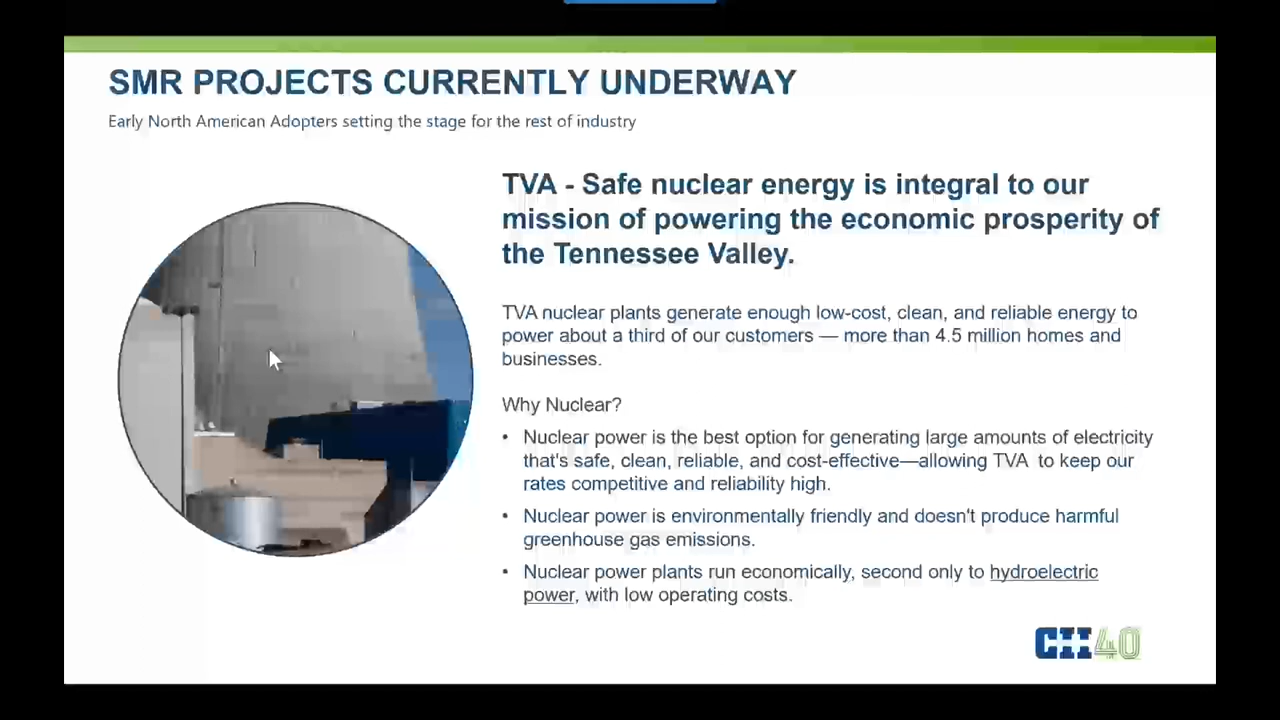 SMR PROJECTS CURRENTLY UNDERWAY
Early North American Adopters setting the stage for the rest of industry
TVA - Safe nuclear energy is integral to our
mission of powering the economic prosperity of
the Tennessee Valley.
TVA nuclear plants generate enough low-cost, clean, and reliable energy to
power about a third of our customers — more than 4.5 million homes and
businesses.
Why Nuclear?
• Nuclear power is the best option for generating large amounts of electricity
that's safe, clean, reliable, and cost-effective—allowing TVA to keep our
rates competitive and reliability high.
• Nuclear power is environmentally friendly and doesn't produce harmful
greenhouse gas emissions.
• Nuclear power plants run economically, second only to hydroelectric
power, with low operating costs.
CII40